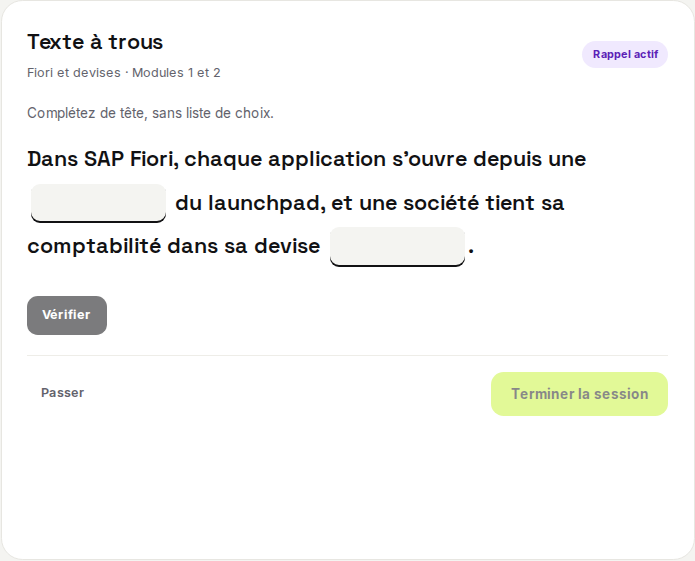 Texte à trous
Rappel actif
Fiori et devises · Modules 1 et 2
Complétez de tête, sans liste de choix.
Dans SAP Fiori, chaque application s’ouvre depuis une
du launchpad, et une société tient sa
comptabilité dans sa devise .
Vérifier
Passer
Terminer la session